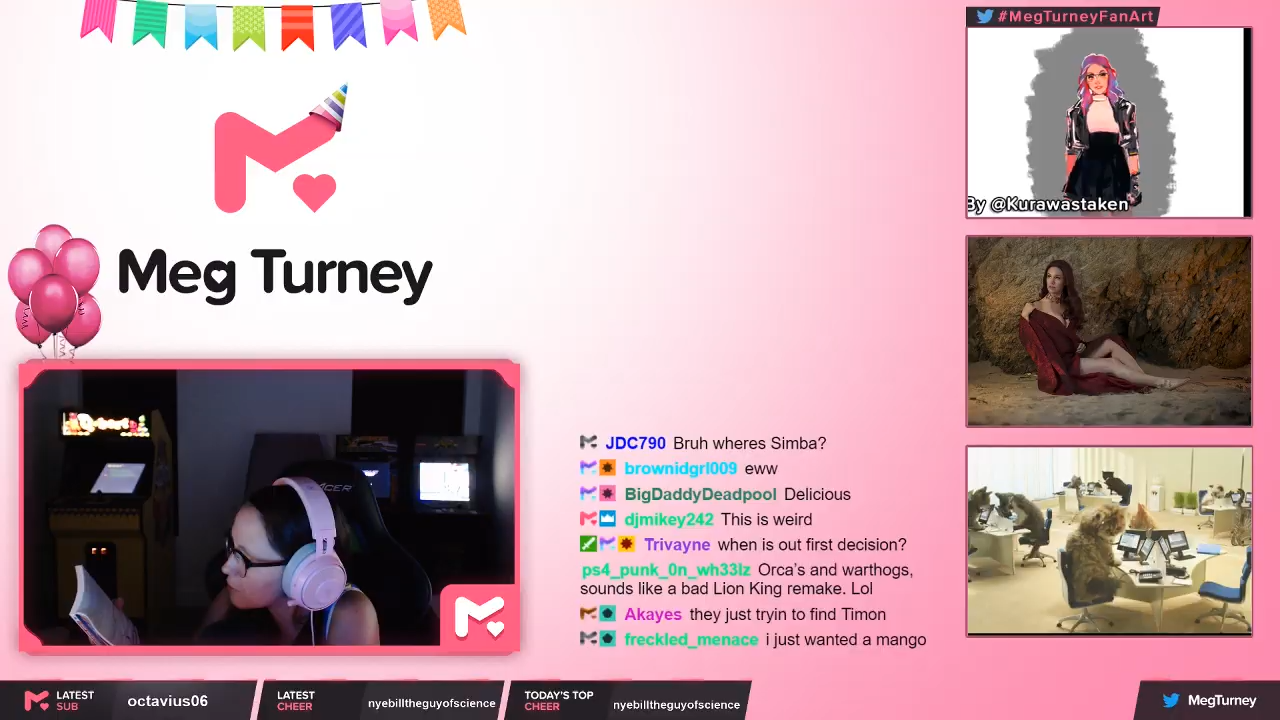 #MegTurneyFanArt
By @Kurawastaken
Meg Turney
JDC790 Bruh wheres Simba?
brownidgrl009 eww
BigDaddyDeadpool Delicious
djmikey242 This is weird
Trivayne when is out first decision?
ps4_punk_0n_wh33lz Orca's and warthogs,
sounds like a bad Lion King remake. Lol
Akayes they just tryin to find Timon
freckled_menace i just wanted a mango
LATEST
SUB
octavius06
LATEST
CHEER
nyebilltheguyofscience
TODAY'S TOP
CHEER
nyebilltheguyofscience
MegTurney